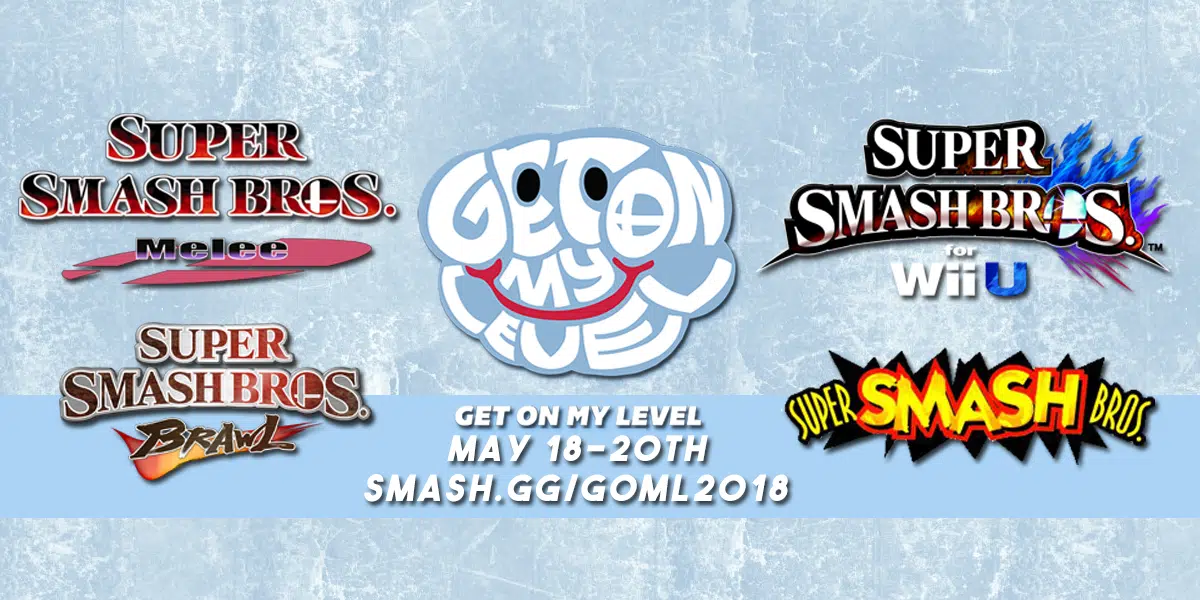 SUPER
SMASH BROS.
Melee
SUPER
SMASH BROS.
BRAWL
GET ON
MY
LEVEL
GET ON MY LEVEL
MAY 18-20TH
SMASH.GG/GOML2018
SUPER
SMASH BROS.™
for
Wii U
SUPER SMASH BROS.